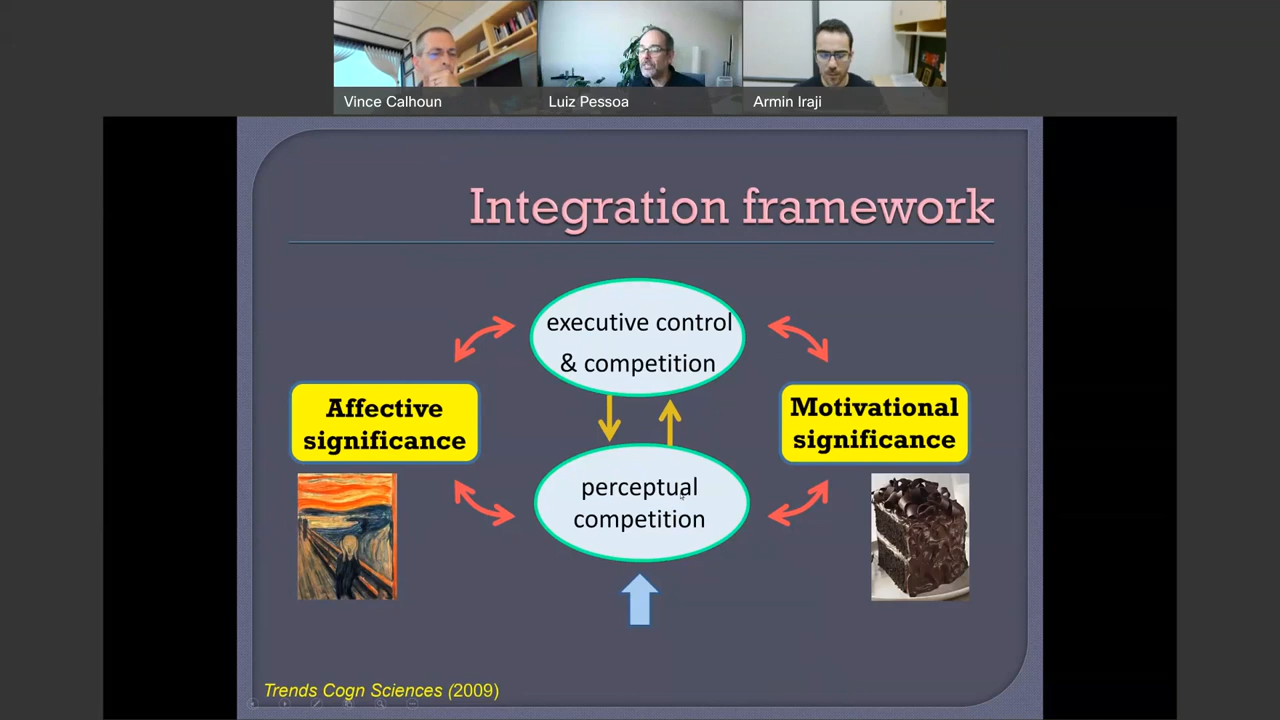 Vince Calhoun
Luiz Pessoa
Armin Iraji
Integration framework
executive control
& competition
Affective
significance
Motivational
significance
perceptual
competition
Trends Cogn Sciences (2009)